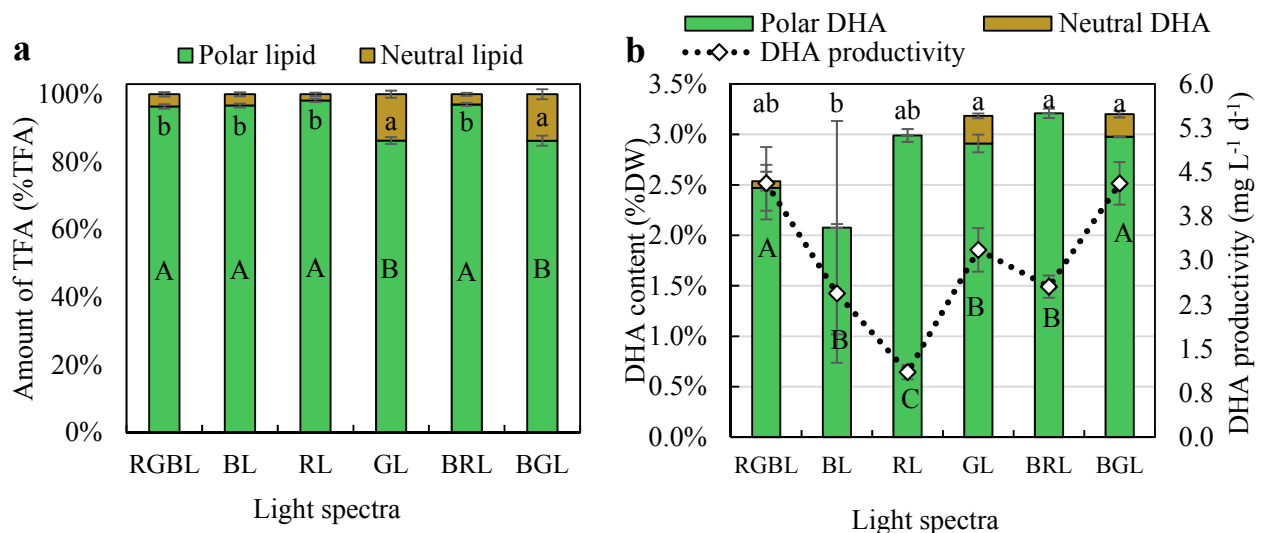 a
Polar lipid Neutral lipid
Amount of TFA (%TFA)
100%
80%
60%
40%
20%
0%
b b b a b a
A A A B A B
RGBL BL RL GL BRL BGL
Light spectra
b
Polar DHA Neutral DHA
DHA productivity
DHA content (%DW)
3.5%
3.0%
2.5%
2.0%
1.5%
1.0%
0.5%
0.0%
ab b ab a a a
A B C B B A
6.0
5.3
4.5
3.8
3.0
2.3
1.5
0.8
0.0
DHA productivity (mg L⁻¹ d⁻¹)
RGBL BL RL GL BRL BGL
Light spectra